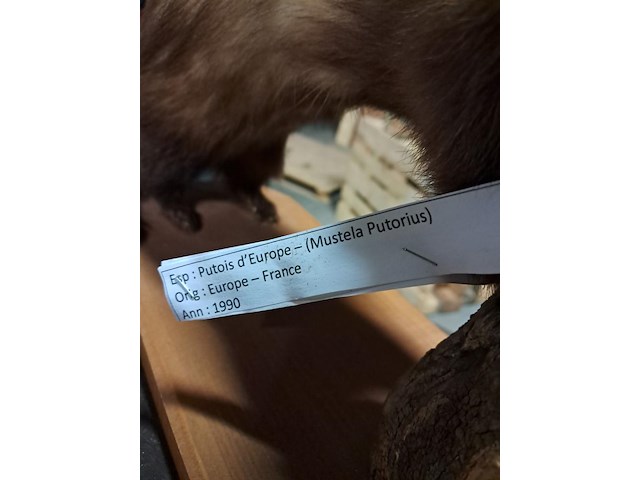 Esp : Putois d'Europe – (Mustela Putorius)
Orig : Europe – France
Ann : 1990